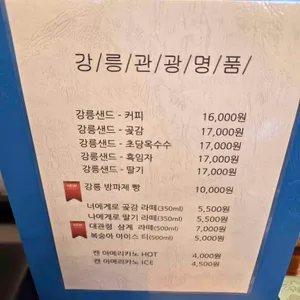 강/릉/관/광/명/품/
강릉샌드 - 커피 16,000원
강릉샌드 - 곶감 17,000원
강릉샌드 - 초당옥수수 17,000원
강릉샌드 - 흑임자 17,000원
강릉샌드 - 딸기 17,000원
강릉 방파제 빵 10,000원
너에게로 곶감 라떼(350ml) 5,500원
나에게로 딸기 라떼(350ml) 5,500원
대관령 삼계 라떼(500ml) 7,000원
복숭아 아이스 티(500ml) 5,000원
캔 아메리카노 HOT 4,000원
캔 아메리카노 ICE 4,500원